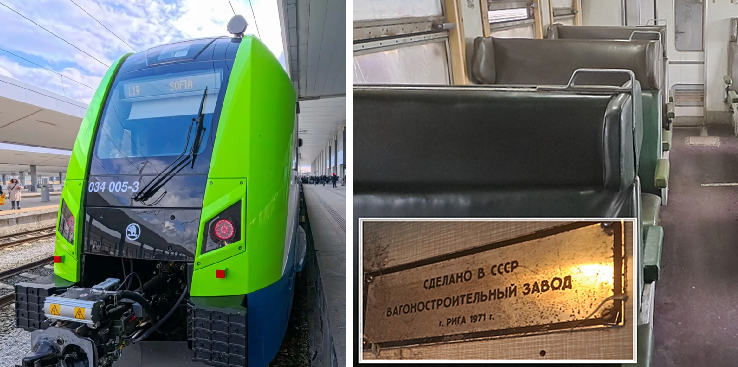 SOFIA
034 005-3
СДЕЛАНО В СССР
ВАГОНОСТРОИТЕЛЬНЫЙ ЗАВОД
г. РИГА 1971 г.